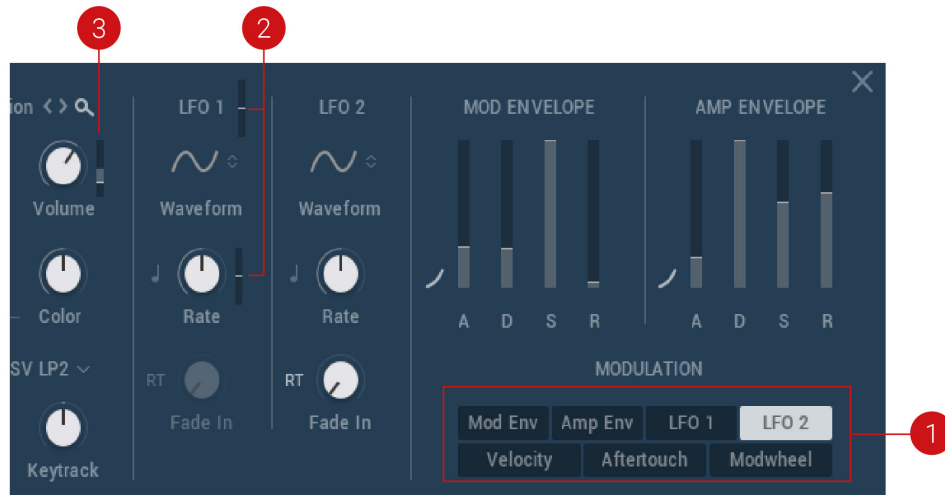 3
2
ion
LFO 1
LFO 2
MOD ENVELOPE
AMP ENVELOPE
Volume
Waveform
Waveform
Color
Rate
Rate
A D S R
A D S R
SV LP2
MODULATION
RT
RT
Fade In
Fade In
Mod Env
Amp Env
LFO 1
LFO 2
1
Keytrack
Velocity
Aftertouch
Modwheel